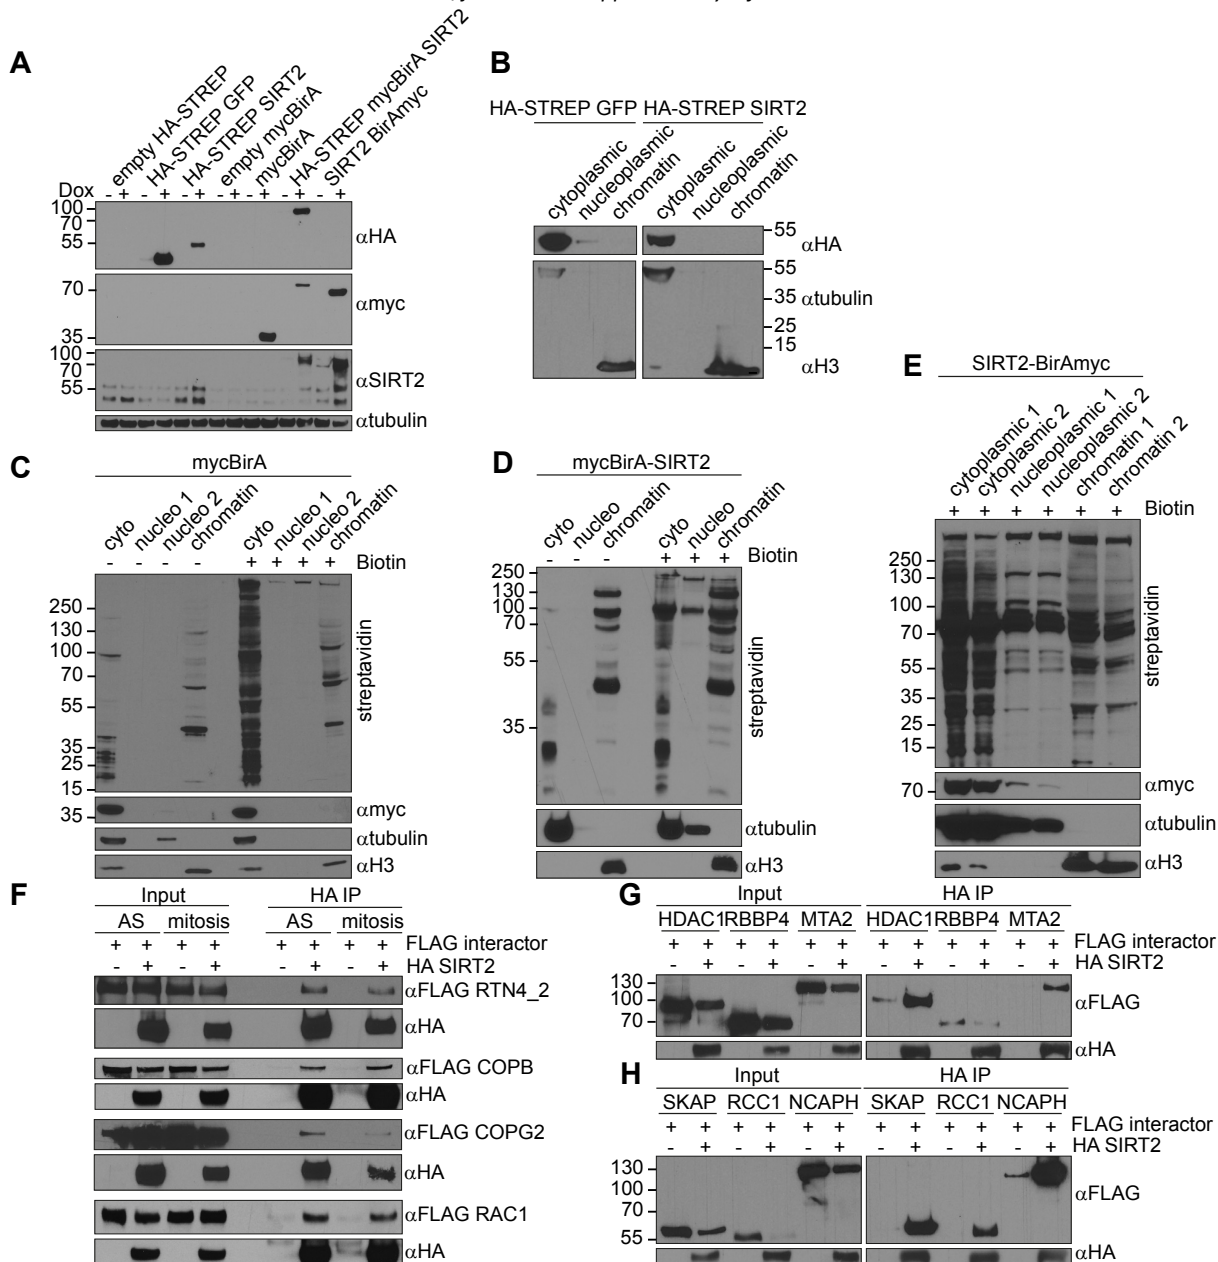 A
empty HA-STREP
HA-STREP GFP
HA-STREP SIRT2
empty mycBirA
mycBirA
HA-STREP mycBirA SIRT2
SIRT2 BirAmyc
Dox - + - + - + - + - + - + - +
100
70
55
αHA
70
35
αmyc
100
70
55
αSIRT2
αtubulin
B
HA-STREP GFP HA-STREP SIRT2
cytoplasmic
nucleoplasmic
chromatin
cytoplasmic
nucleoplasmic
chromatin
55
αHA
55
35
αtubulin
25
15
αH3
C
mycBirA
cyto
nucleo 1
nucleo 2
chromatin
cyto
nucleo 1
nucleo 2
chromatin
- - - - + + + + Biotin
250
130
100
70
55
35
25
15
streptavidin
35
αmyc
αtubulin
αH3
D
mycBirA-SIRT2
cyto
nucleo
chromatin
cyto
nucleo
chromatin
- - - + + + Biotin
250
130
100
70
55
35
streptavidin
αtubulin
αH3
E
SIRT2-BirAmyc
cytoplasmic 1
cytoplasmic 2
nucleoplasmic 1
nucleoplasmic 2
chromatin 1
chromatin 2
+ + + + + + Biotin
250
130
100
70
55
35
25
15
streptavidin
70
αmyc
αtubulin
αH3
F
Input HA IP
AS mitosis AS mitosis
+ + + + + + + + FLAG interactor
- + - + - + - + HA SIRT2
αFLAG RTN4_2
αHA
αFLAG COPB
αHA
αFLAG COPG2
αHA
αFLAG RAC1
αHA
G
Input HA IP
HDAC1 RBBP4 MTA2 HDAC1 RBBP4 MTA2
+ + + + + + + + + + + + FLAG interactor
- + - + - + - + - + - + HA SIRT2
130
100
70
αFLAG
αHA
H
Input HA IP
SKAP RCC1 NCAPH SKAP RCC1 NCAPH
+ + + + + + + + + + + + FLAG interactor
- + - + - + - + - + - + HA SIRT2
130
100
70
55
αFLAG
αHA